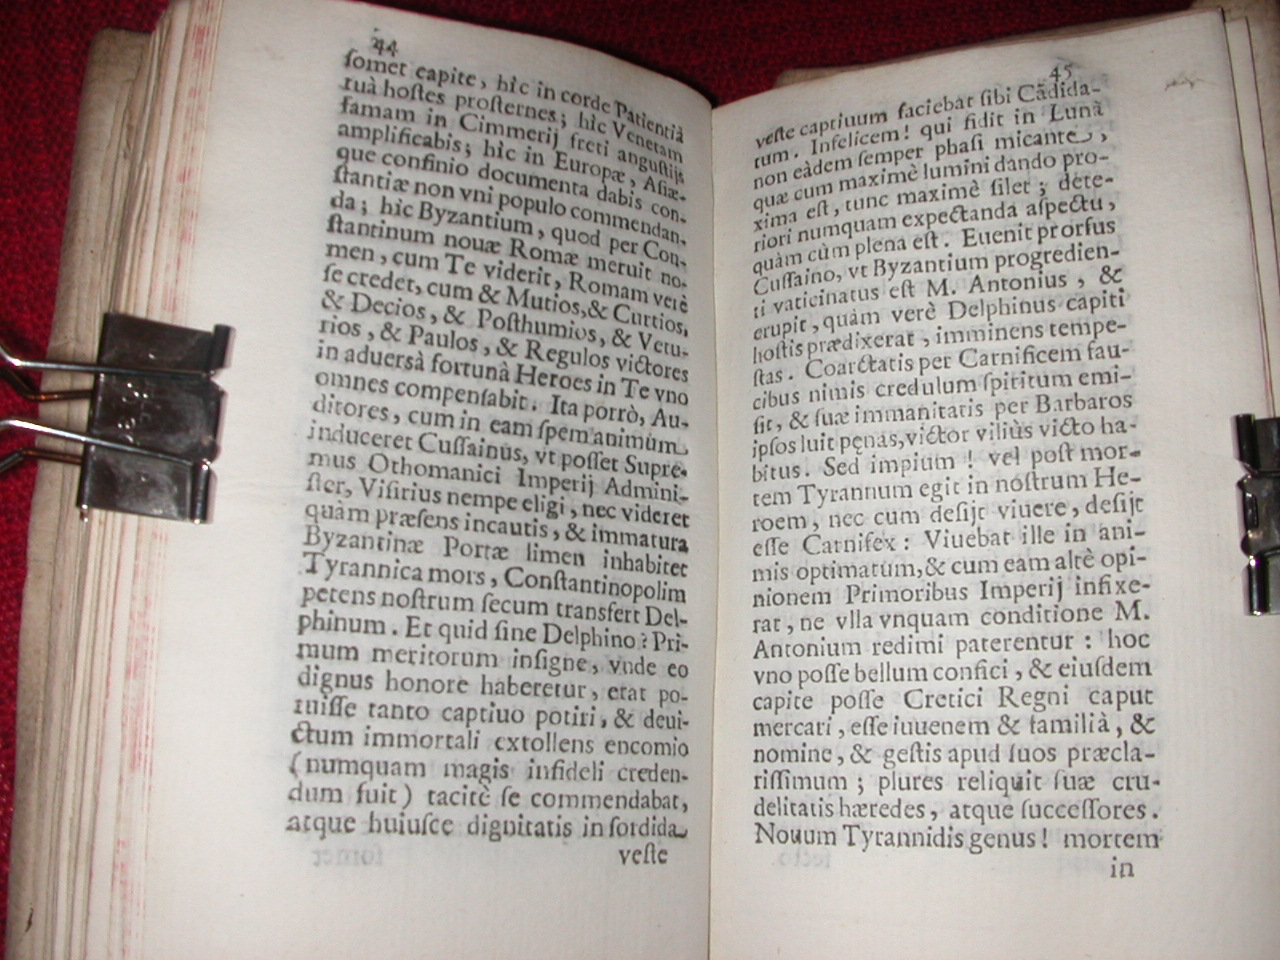 44
somet capite, hìc in corde Patientiâ
tuâ hostes prosternes; hìc Venetam
famam in Cimmerij freti angustijs
amplificabis; hìc in Europæ, Asiæ-
que confinio documenta dabis con-
stantiæ non vni populo commendan-
da; hìc Byzantium, quod per Con-
stantinum nouæ Romæ meruit no-
men, cum Te viderit, Romam verè
se credet, cum & Mutios, & Curtios,
& Decios, & Posthumios, & Vetu-
rios, & Paulos, & Regulos victores
in aduersâ fortunâ Heroes in Te vno
omnes compensabit. Ita porrò, Au-
ditores, cum in eam spem animum
induceret Cussainus, vt posset Supre-
mus Othomanici Imperij Admini-
ster, Visirius nempe eligi, nec videret
quàm præsens incautis, & immatura
Byzantinæ Portæ limen inhabitet
Tyrannica mors, Constantinopolim
petens nostrum secum transfert Del-
phinum. Et quid sine Delphino? Pri-
mum meritorum insigne, vnde eo
dignus honore haberetur, erat po-
tuisse tanto captiuo potiri, & deui-
ctum immortali extollens encomio
(numquam magis infideli creden-
dum fuit) tacitè se commendabat,
atque huiusce dignitatis in sordida
veste
45
veste captiuum faciebat sibi Cãdida-
tum. Infelicem! qui fidit in Lunâ
non eâdem semper phasi micante,
quæ cum maximè lumini dando pro-
xima est, tunc maximè silet; dete-
riori numquam expectanda aspectu,
quàm cùm plena est. Euenit prorsus
Cussaino, vt Byzantium progredien-
ti vaticinatus est M. Antonius, &
erupit, quàm verè Delphinus capiti
hostis prædixerat, imminens tempe-
stas. Coarctatis per Carnificem fau-
cibus nimis credulum spiritum emi-
sit, & suæ immanitatis per Barbaros
ipsos luit pęnas, victor viliùs victo ha-
bitus. Sed impium! vel post mor-
tem Tyrannum egit in nostrum He-
roem, nec cum desijt viuere, desijt
esse Carnifex: Viuebat ille in ani-
mis optimatum, & cum eam altè opi-
nionem Primoribus Imperij infixe-
rat, ne vlla vnquam conditione M.
Antonium redimi paterentur: hoc
vno posse bellum confici, & eiusdem
capite posse Cretici Regni caput
mercari, esse iuuenem & familiâ, &
nomine, & gestis apud suos præcla-
rissimum; plures reliquit suæ cru-
delitatis hæredes, atque successores.
Nouum Tyrannidis genus! mortem
in